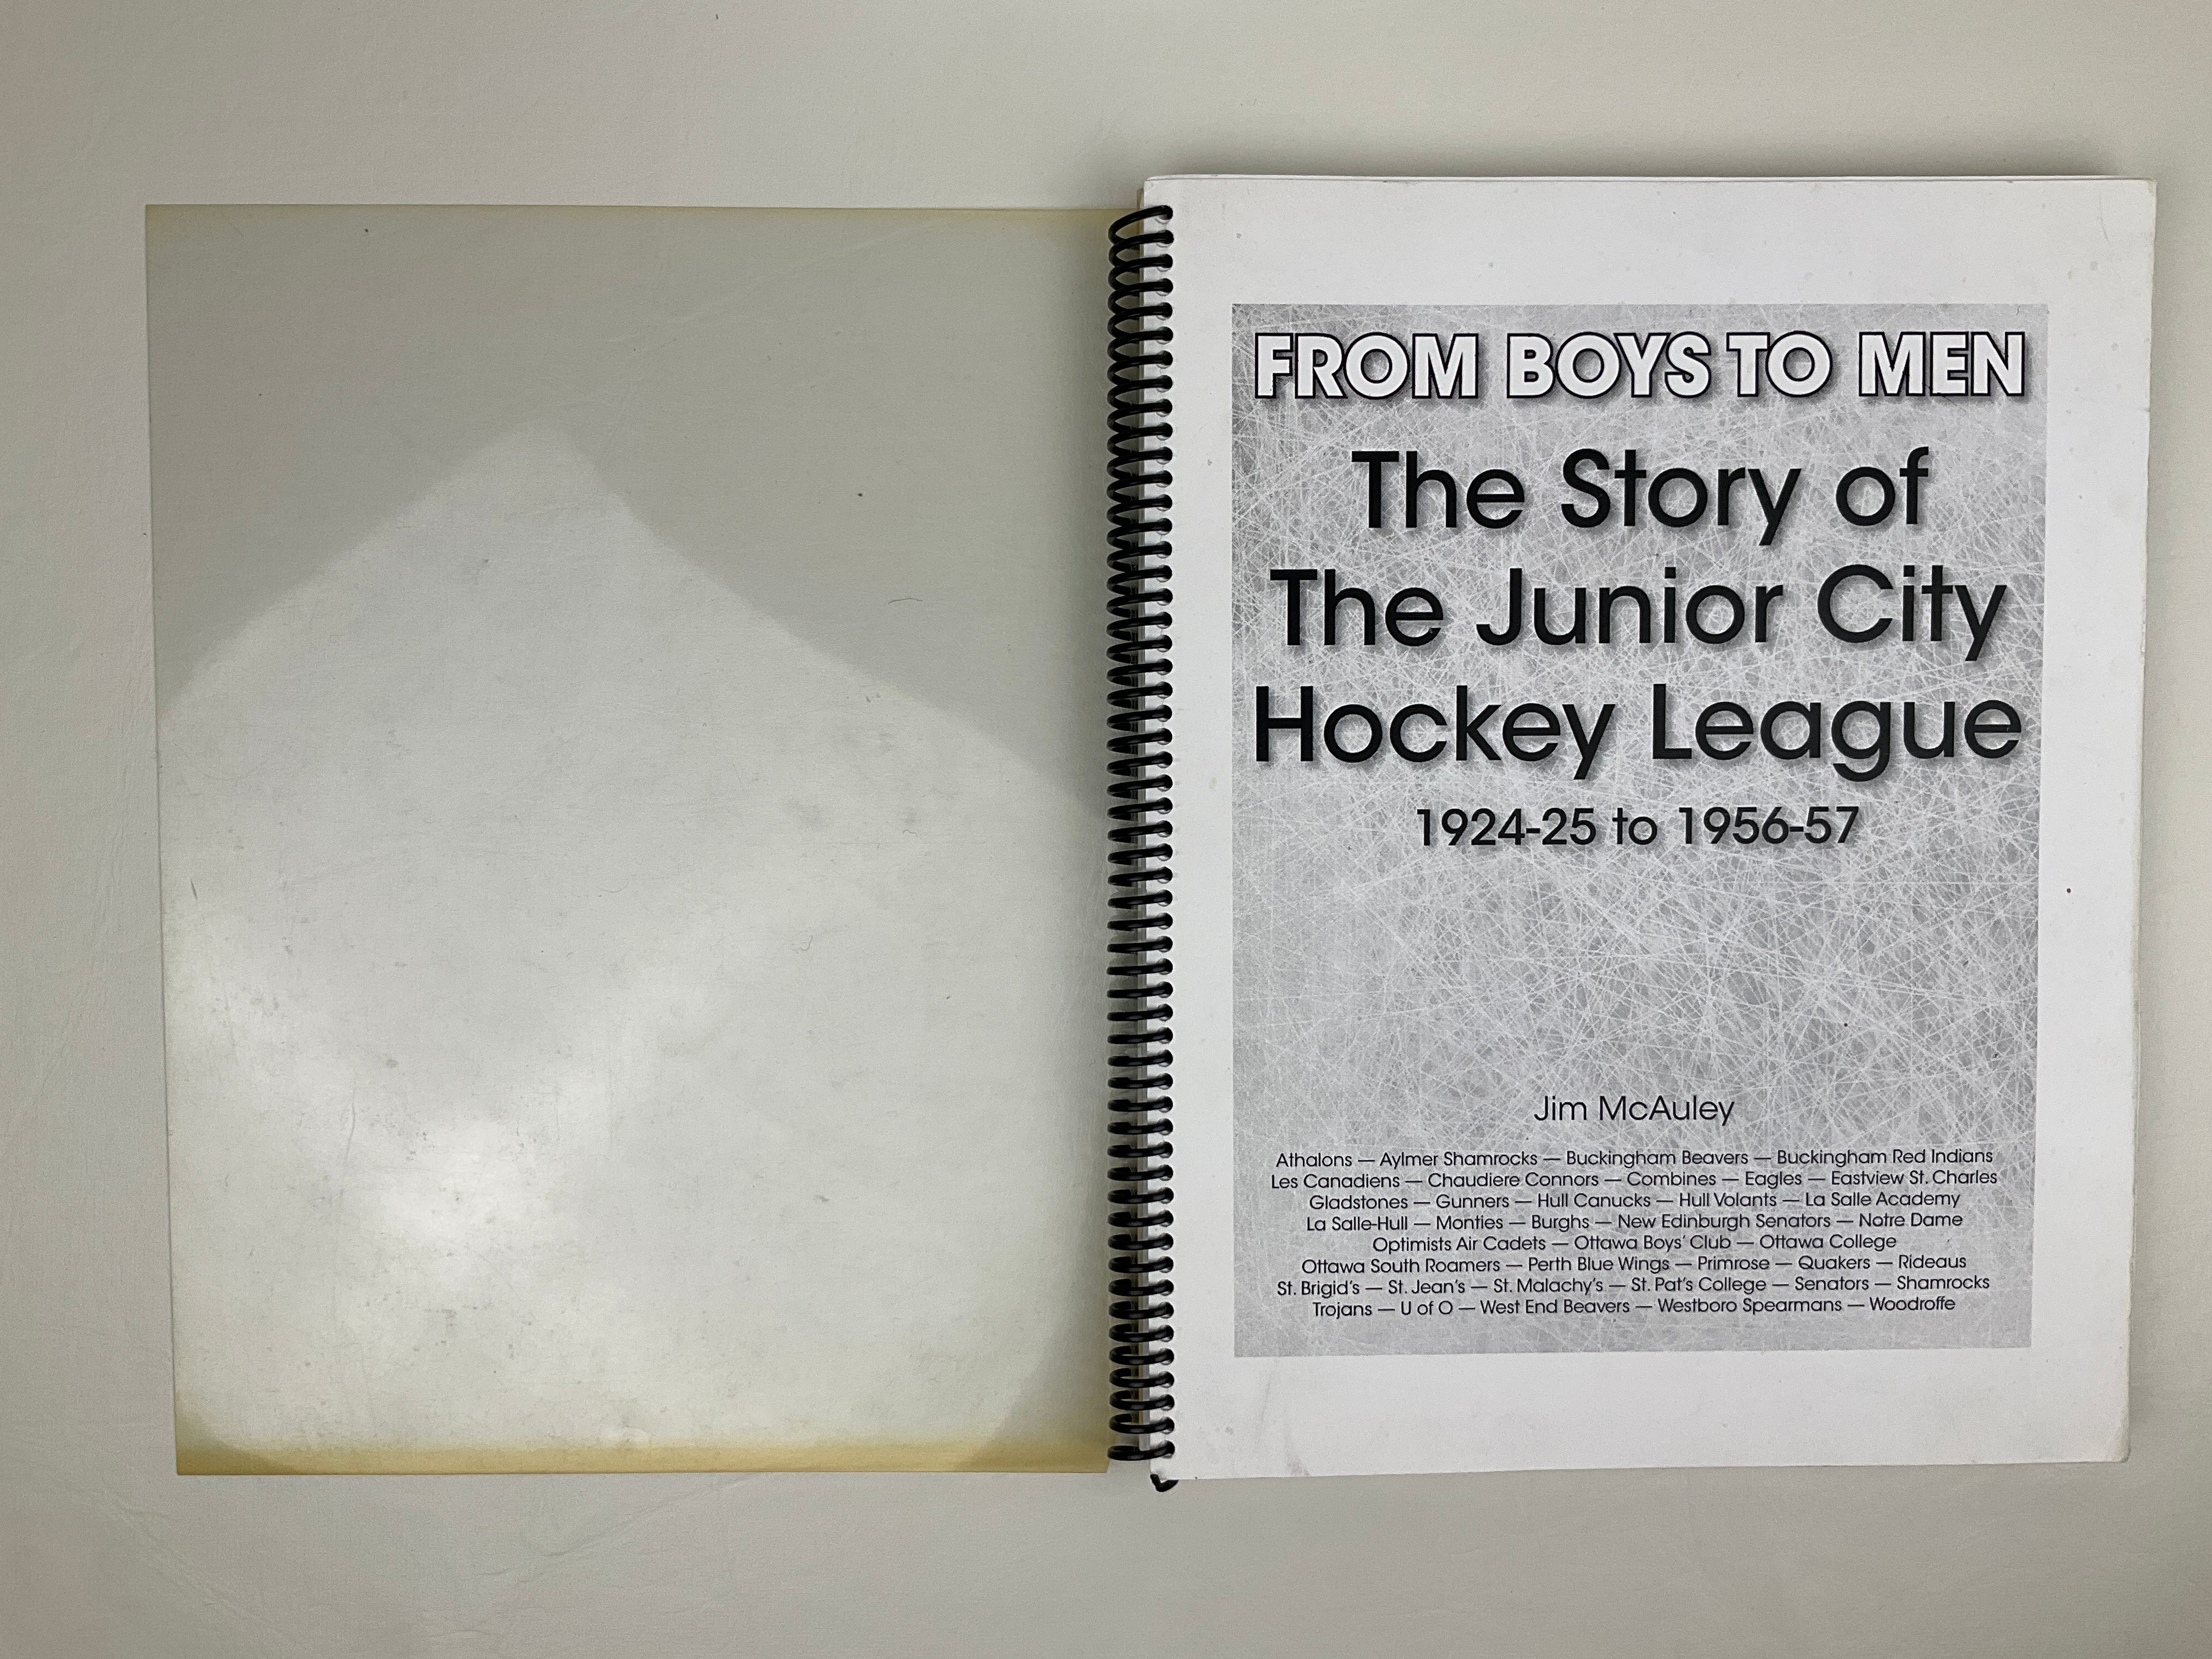 FROM BOYS TO MEN
The Story of
The Junior City
Hockey League
1924-25 to 1956-57
Jim McAuley
Athalons — Aylmer Shamrocks — Buckingham Beavers — Buckingham Red Indians
Les Canadiens — Chaudiere Connors — Combines — Eagles — Eastview St. Charles
Gladstones — Gunners — Hull Canucks — Hull Volants — La Salle Academy
La Salle-Hull — Monties — Burghs — New Edinburgh Senators — Notre Dame
Optimists Air Cadets — Ottawa Boys' Club — Ottawa College
Ottawa South Roamers — Perth Blue Wings — Primrose — Quakers — Rideaus
St. Brigid's — St. Jean's — St. Malachy's — St. Pat's College — Senators — Shamrocks
Trojans — U of O — West End Beavers — Westboro Spearmans — Woodroffe